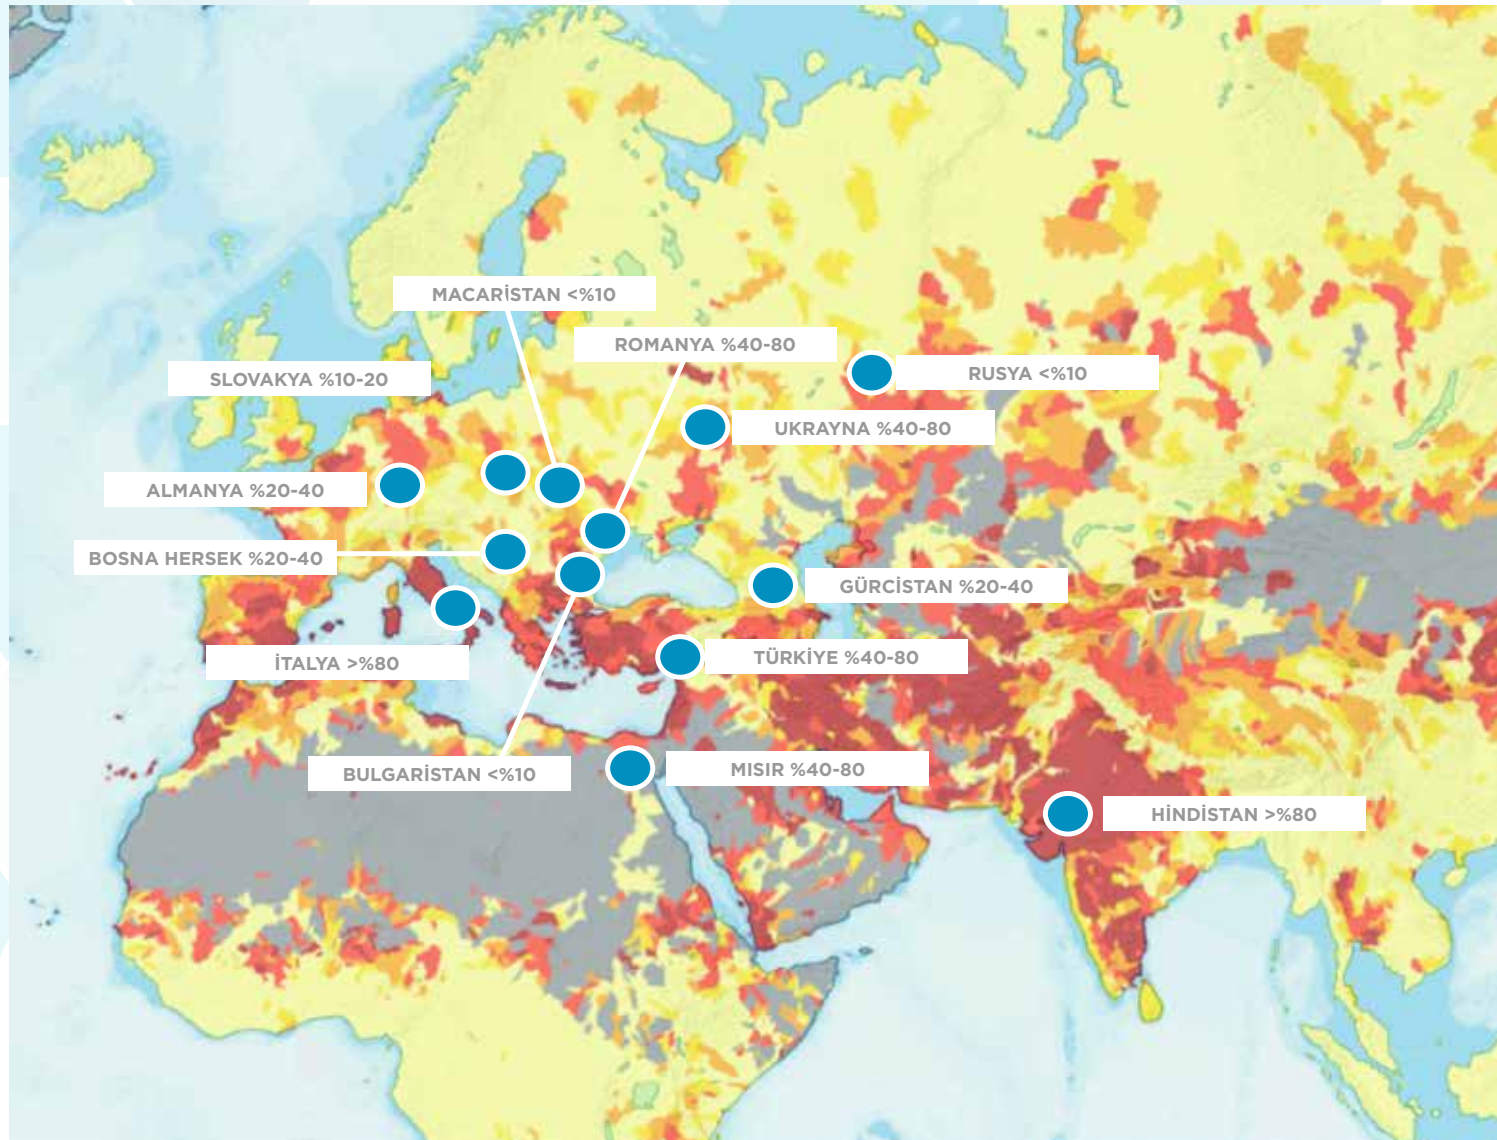 MACARİSTAN <%10
ROMANYA %40-80
SLOVAKYA %10-20
RUSYA <%10
UKRAYNA %40-80
ALMANYA %20-40
BOSNA HERSEK %20-40
GÜRCİSTAN %20-40
İTALYA >%80
TÜRKİYE %40-80
BULGARİSTAN <%10
MISIR %40-80
HİNDİSTAN >%80